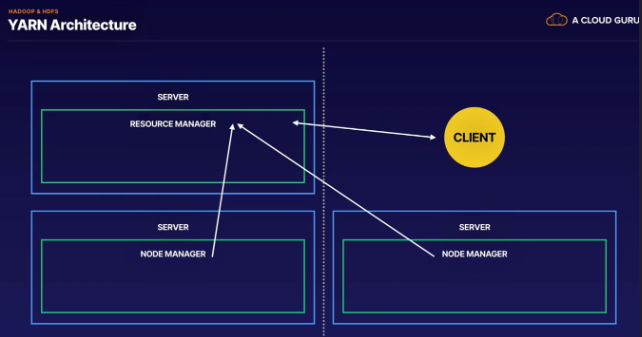 HADOOP & HDFS
YARN Architecture
A CLOUD GURU
SERVER
RESOURCE MANAGER
CLIENT
SERVER
NODE MANAGER
SERVER
NODE MANAGER